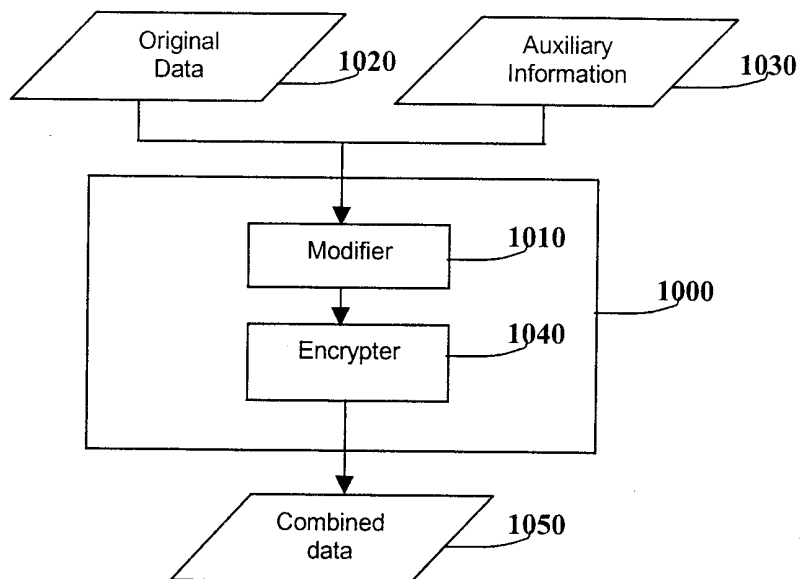 Original
Data
1020
Auxiliary
Information
1030
Modifier
1010
1000
Encrypter
1040
Combined
data
1050